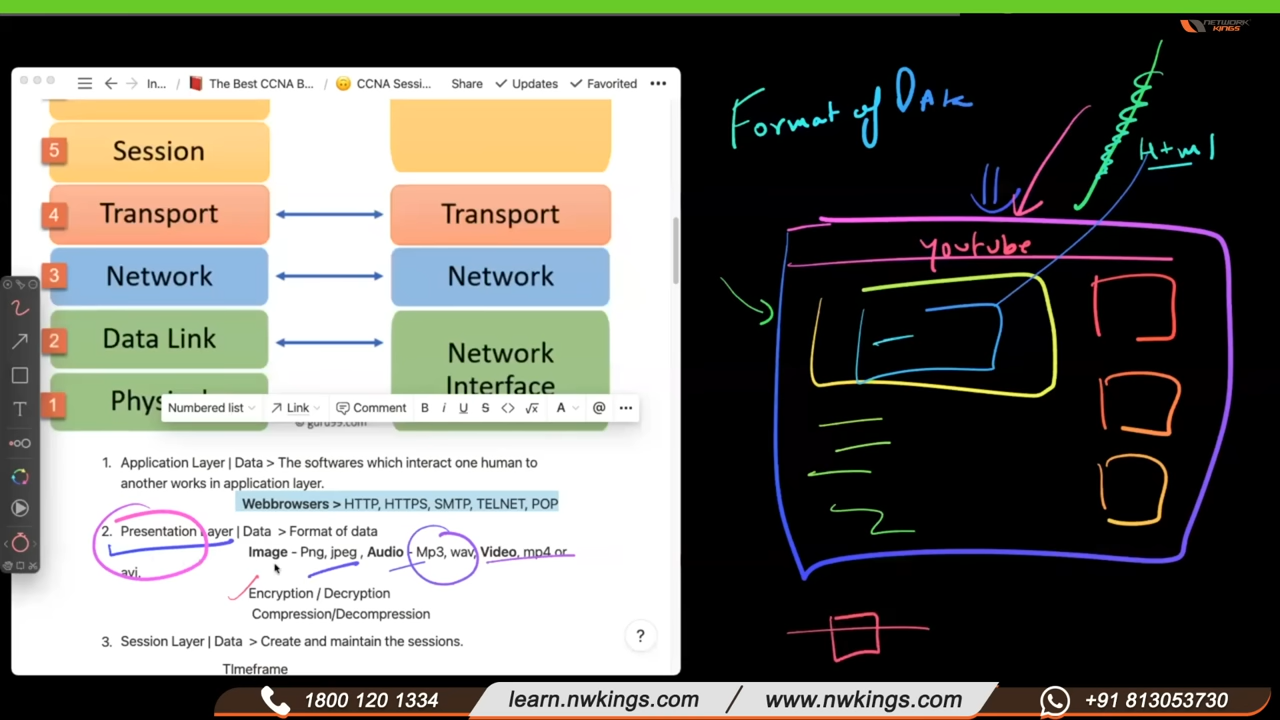 NETWORK
KINGS
In... / The Best CCNA B... / CCNA Sessi... Share Updates Favorited
5 Session
4 Transport Transport
3 Network Network
2 Data Link Network
Interface
1
Numbered list Link Comment B i U S <> √x A @ ...
© guru99.com
1. Application Layer | Data > The softwares which interact one human to
another works in application layer.
Webbrowsers > HTTP, HTTPS, SMTP, TELNET, POP
2. Presentation Layer | Data > Format of data
Image - Png, jpeg , Audio - Mp3, wav, Video, mp4 or
avi.
Encryption / Decryption
Compression/Decompression
3. Session Layer | Data > Create and maintain the sessions.
TImeframe
?
T
Format of
Html
Youtube
1800 120 1334 learn.nwkings.com / www.nwkings.com +91 813053730